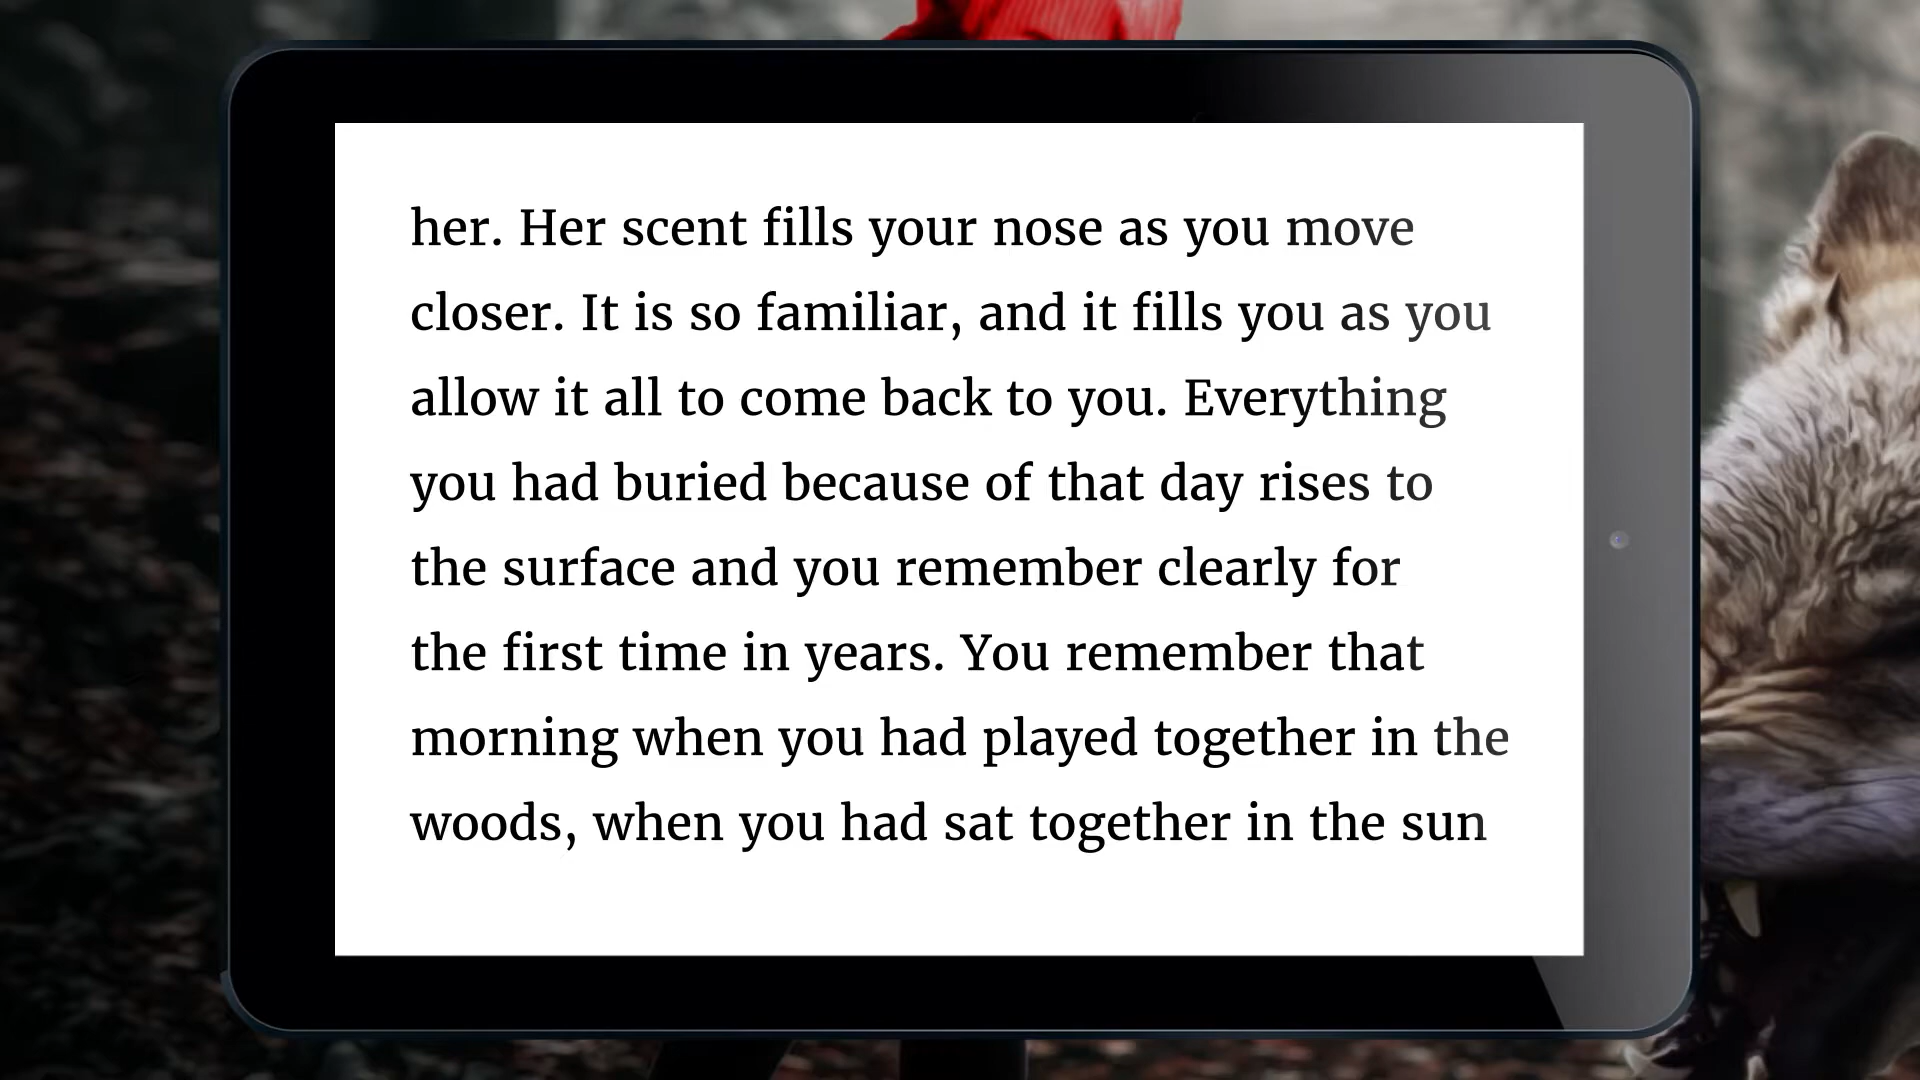 her. Her scent fills your nose as you move
closer. It is so familiar, and it fills you as you
allow it all to come back to you. Everything
you had buried because of that day rises to
the surface and you remember clearly for
the first time in years. You remember that
morning when you had played together in the
woods, when you had sat together in the sun